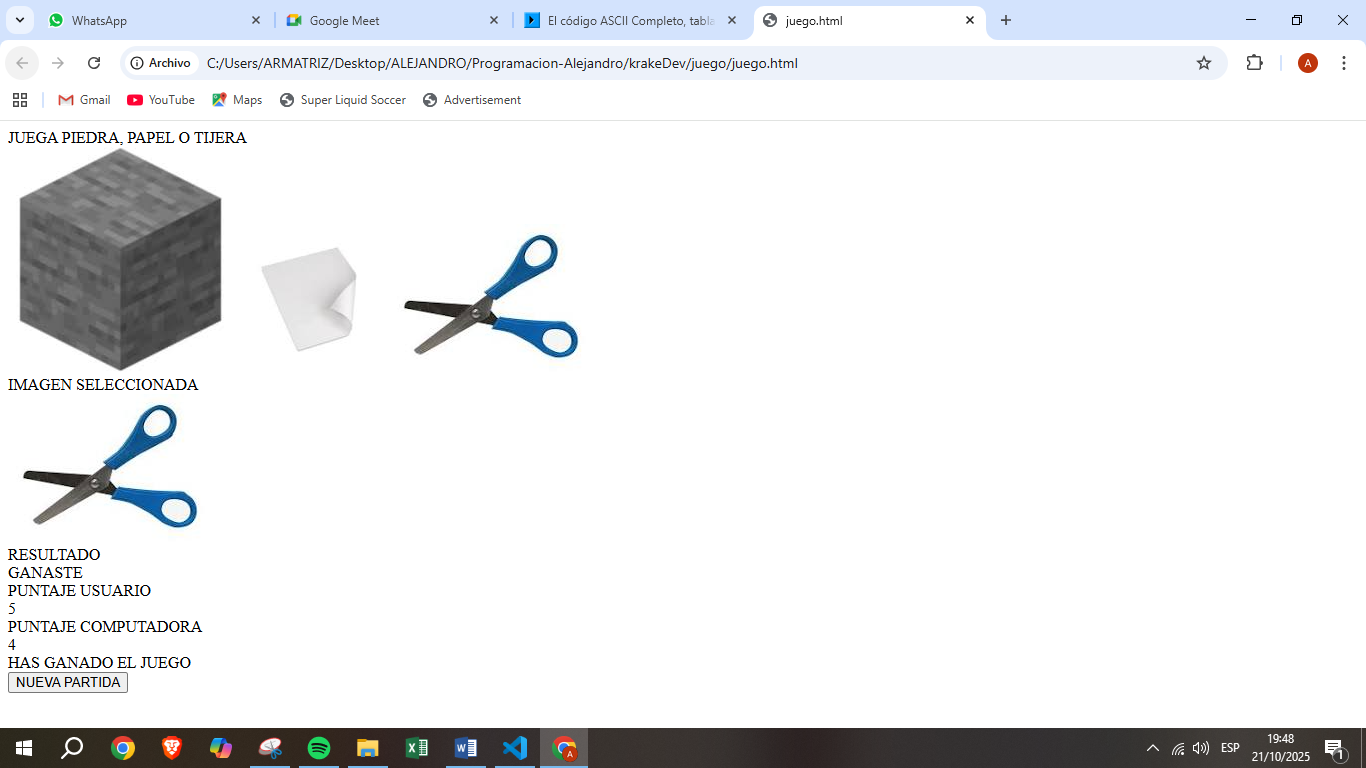 WhatsApp
Google Meet
El código ASCII Completo, tabla
juego.html
Archivo
C:/Users/ARMATRIZ/Desktop/ALEJANDRO/Programacion-Alejandro/krakeDev/juego/juego.html
A
Gmail
YouTube
Maps
Super Liquid Soccer
Advertisement
JUEGA PIEDRA, PAPEL O TIJERA
IMAGEN SELECCIONADA
RESULTADO
GANASTE
PUNTAJE USUARIO
5
PUNTAJE COMPUTADORA
4
HAS GANADO EL JUEGO
NUEVA PARTIDA
A
ESP
19:48
21/10/2025
1